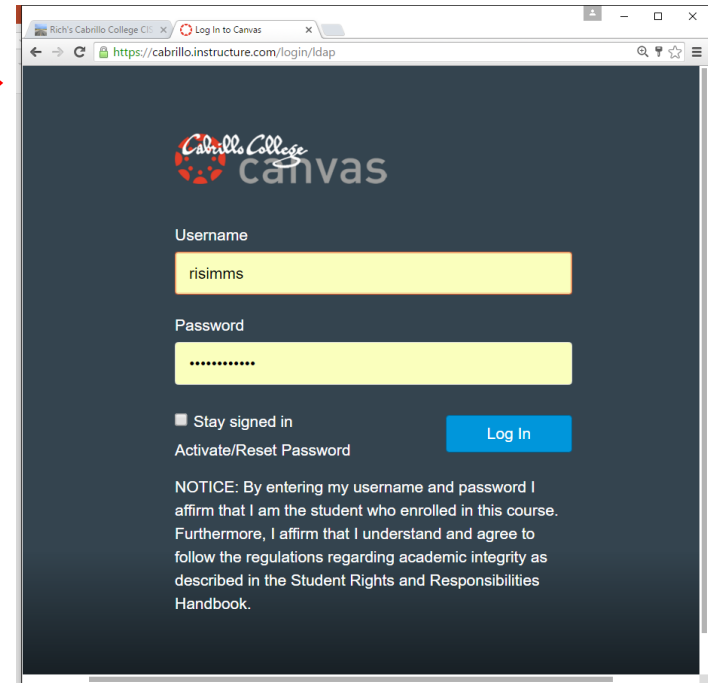 Rich's Cabrillo College CIS
Log In to Canvas
https://cabrillo.instructure.com/login/ldap
Cabrillo College
canvas
Username
risimms
Password
••••••••••••
Stay signed in
Log In
Activate/Reset Password
NOTICE: By entering my username and password I
affirm that I am the student who enrolled in this course.
Furthermore, I affirm that I understand and agree to
follow the regulations regarding academic integrity as
described in the Student Rights and Responsibilities
Handbook.